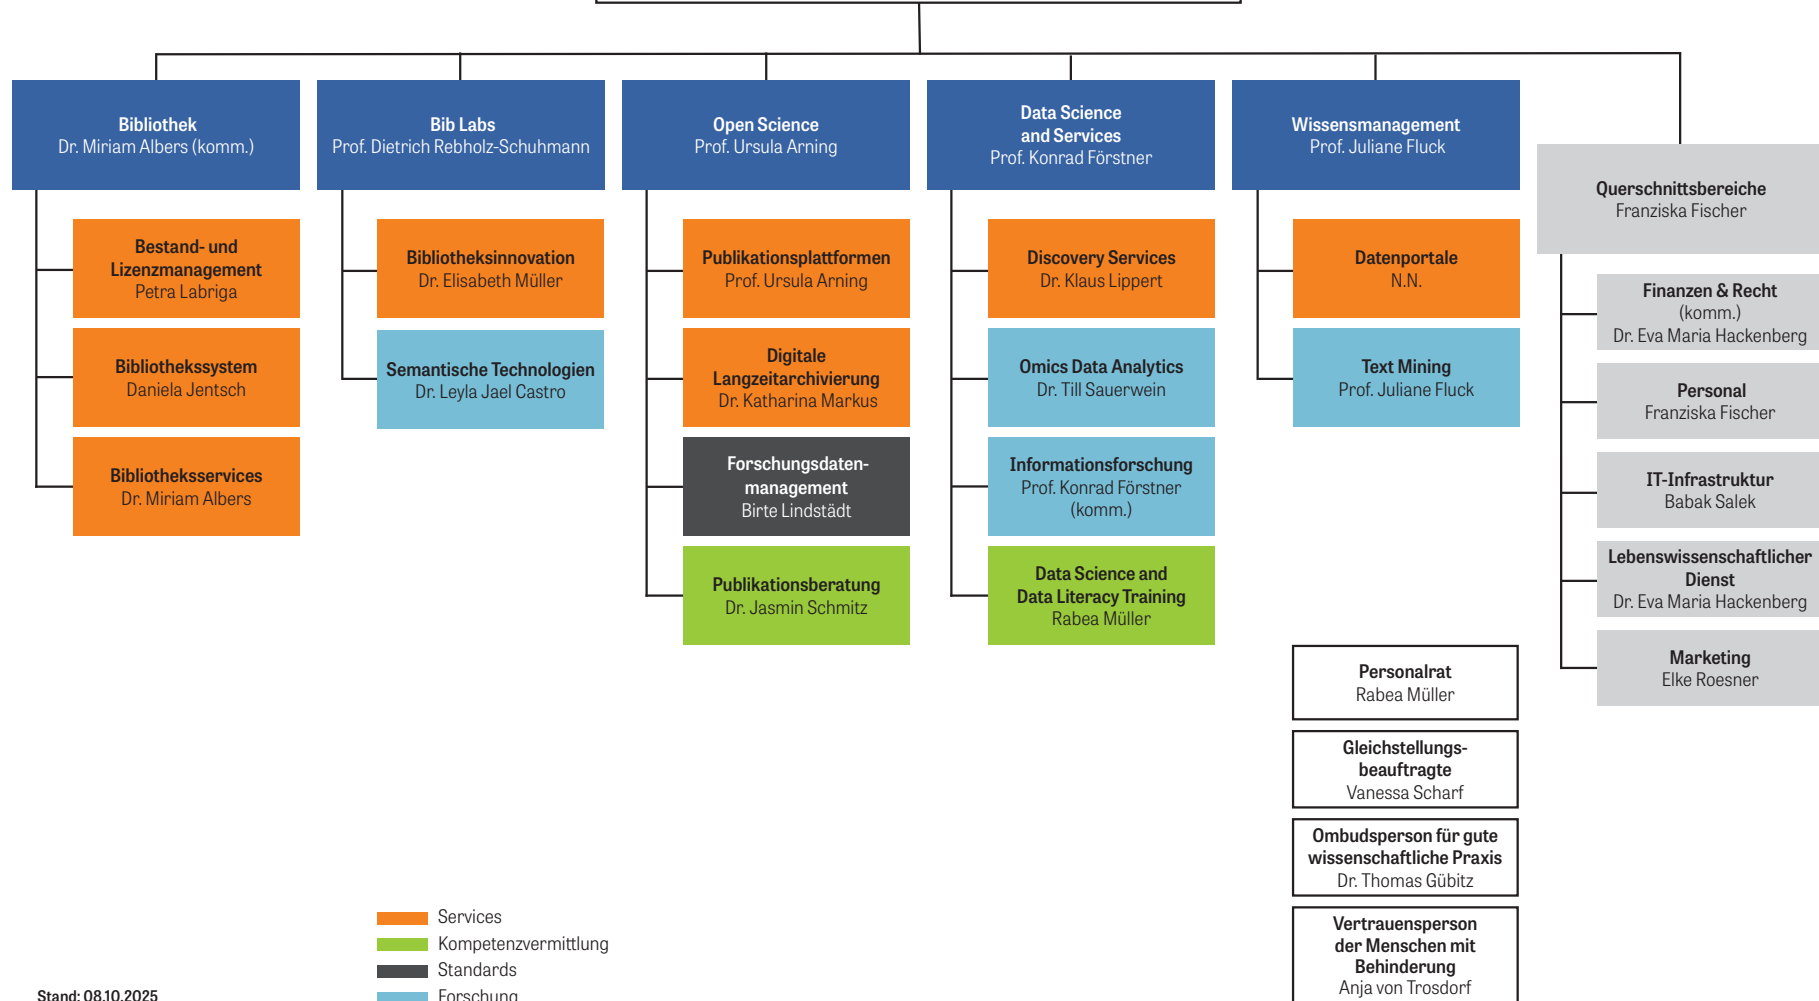 Bibliothek
Dr. Miriam Albers (komm.)
Bib Labs
Prof. Dietrich Rebholz-Schuhmann
Open Science
Prof. Ursula Arning
Data Science
and Services
Prof. Konrad Förstner
Wissensmanagement
Prof. Juliane Fluck
Querschnittsbereiche
Franziska Fischer
Bestand- und
Lizenzmanagement
Petra Labriga
Bibliothekssystem
Daniela Jentsch
Bibliotheksservices
Dr. Miriam Albers
Bibliotheksinnovation
Dr. Elisabeth Müller
Semantische Technologien
Dr. Leyla Jael Castro
Publikationsplattformen
Prof. Ursula Arning
Digitale
Langzeitarchivierung
Dr. Katharina Markus
Forschungsdaten-
management
Birte Lindstädt
Publikationsberatung
Dr. Jasmin Schmitz
Discovery Services
Dr. Klaus Lippert
Omics Data Analytics
Dr. Till Sauerwein
Informationsforschung
Prof. Konrad Förstner
(komm.)
Data Science and
Data Literacy Training
Rabea Müller
Datenportale
N.N.
Text Mining
Prof. Juliane Fluck
Finanzen & Recht
(komm.)
Dr. Eva Maria Hackenberg
Personal
Franziska Fischer
IT-Infrastruktur
Babak Salek
Lebenswissenschaftlicher
Dienst
Dr. Eva Maria Hackenberg
Marketing
Elke Roesner
Personalrat
Rabea Müller
Gleichstellungs-
beauftragte
Vanessa Scharf
Ombudsperson für gute
wissenschaftliche Praxis
Dr. Thomas Gübitz
Vertrauensperson
der Menschen mit
Behinderung
Anja von Trosdorf
Services
Kompetenzvermittlung
Standards
Forschung
Stand: 08.10.2025